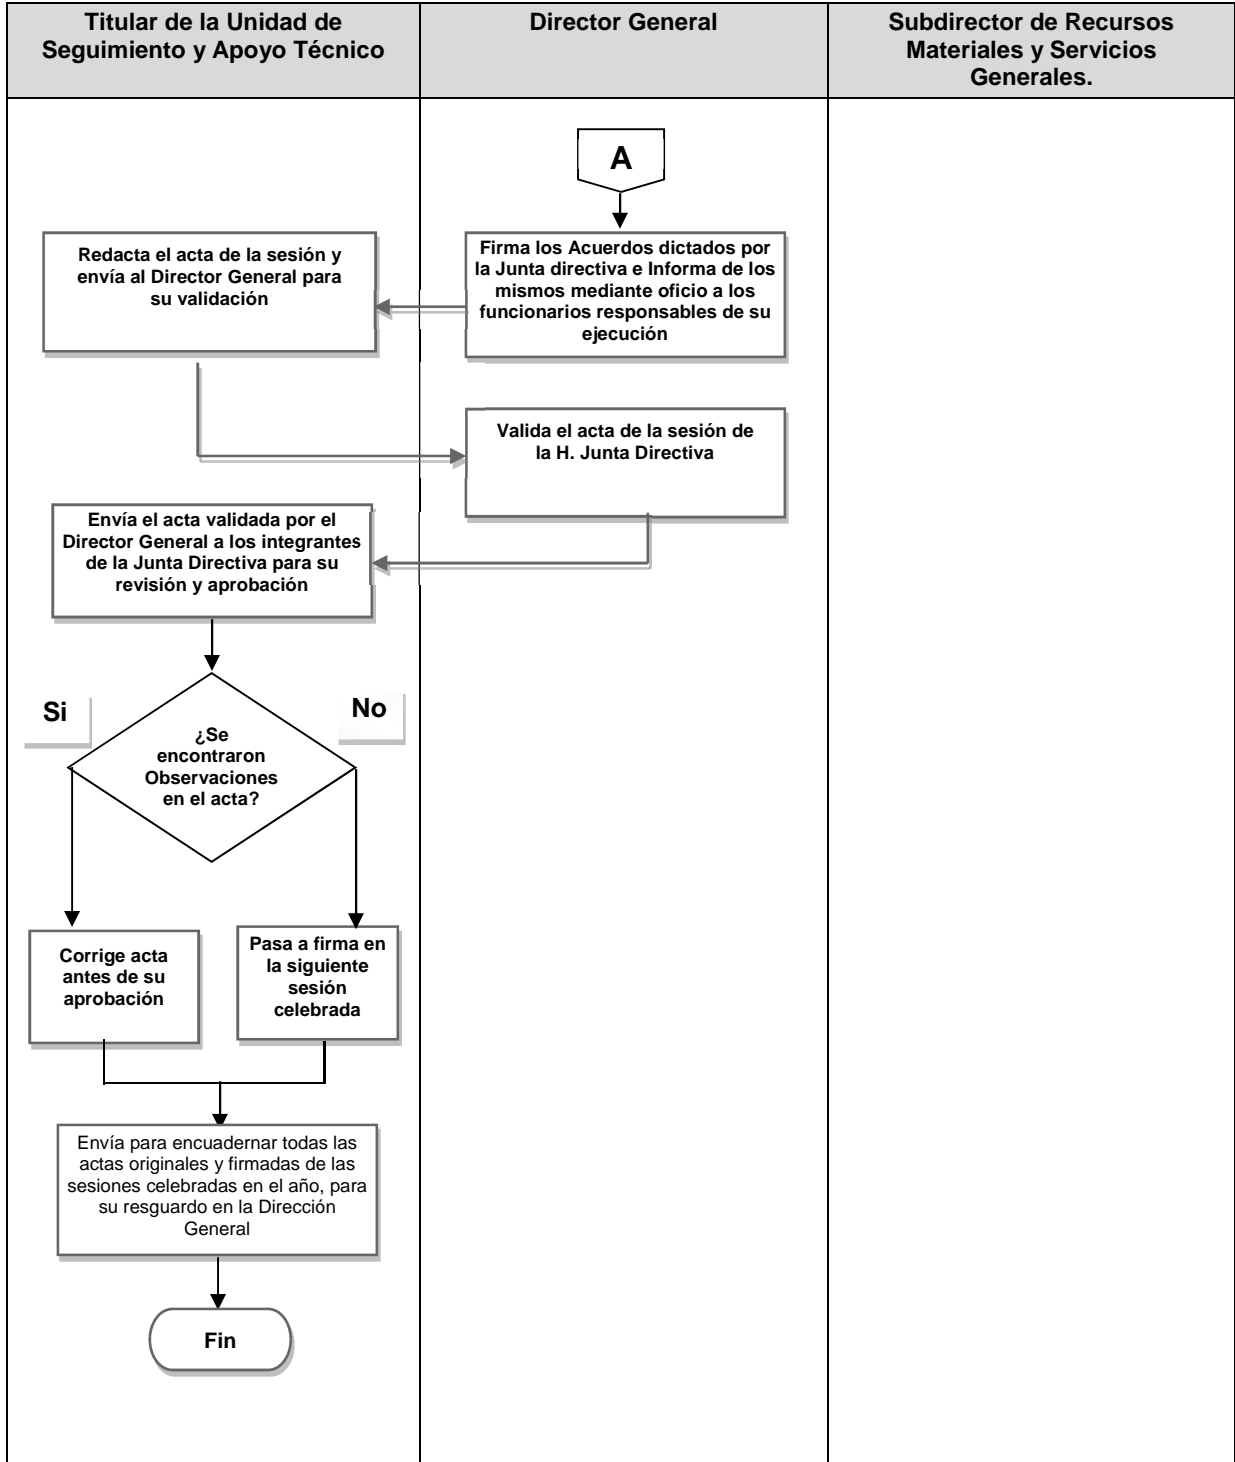 Titular de la Unidad de
Seguimiento y Apoyo Técnico
Director General
Subdirector de Recursos
Materiales y Servicios
Generales.
A
Firma los Acuerdos dictados por
la Junta directiva e Informa de los
mismos mediante oficio a los
funcionarios responsables de su
ejecución
Redacta el acta de la sesión y
envía al Director General para
su validación
Valida el acta de la sesión de
la H. Junta Directiva
Envía el acta validada por el
Director General a los integrantes
de la Junta Directiva para su
revisión y aprobación
Si
No
¿Se
encontraron
Observaciones
en el acta?
Corrige acta
antes de su
aprobación
Pasa a firma en
la siguiente
sesión
celebrada
Envía para encuadernar todas las
actas originales y firmadas de las
sesiones celebradas en el año, para
su resguardo en la Dirección
General
Fin